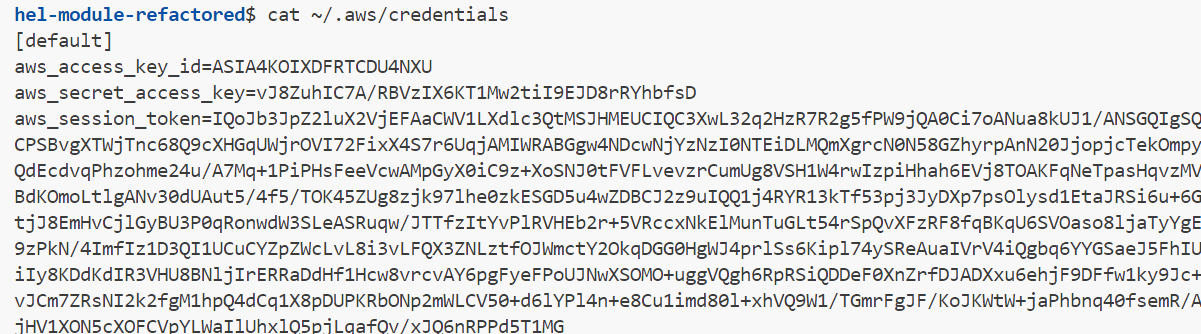 hel-module-refactored$ cat ~/.aws/credentials
[default]
aws_access_key_id=ASIA4KOIXDFRTCDU4NXU
aws_secret_access_key=vJ8ZuhIC7A/RBVzIX6KT1Mw2tiI9EJD8rRYhbfsD
aws_session_token=IQoJb3JpZ2luX2VjEFAaCWV1LXdlc3QtMSJHMEUCIQC3XwL32q2HzR7R2g5fPW9jQA0Ci7oANua8kUJ1/ANSGQIgSQ
CPSBvgXTWjTnc68Q9cXHGqUWjrOVI72FixX4S7r6UqjAMIWRABGgw4NDcwNjYzNzI0NTEiDLMQmXgrcN0N58GZhyrpAnN20JjopjcTekOmpy
QdEcdvqPhzohme24u/A7Mq+1PiPHsFeeVcwAMpGyX0iC9z+XoSNJ0tFVFLvevzrCumUg8VSH1W4rwIzpiHhah6EVj8TOAKFqNeTpasHqvzMV
BdKOmoLtlgANv30dUAut5/4f5/TOK45ZUg8zjk97lhe0zkESGD5u4wZDBCJ2z9uIQQ1j4RYR13kTf53pj3JyDXp7psOlysd1EtaJRSi6u+6G
tjJ8EmHvCjlGyBU3P0qRonwdW3SLeASRuqw/JTTfzItYvPlRVHEb2r+5VRccxNkElMunTuGLt54rSpQvXFzRF8fqBKqU6SVOaso8ljaTyYgE
9zPkN/4ImfIz1D3QI1UCuCYZpZWcLvL8i3vLFQX3ZNLztfOJWmctY2OkqDGG0HgWJ4prlSs6Kipl74ySReAuaIVrV4iQgbq6YYGSaeJ5FhIU
iIy8KDdKdIR3VHU8BNljIrERRaDdHf1Hcw8vrcvAY6pgFyeFPoUJNwXSOMO+uggVQgh6RpRSiQDDeF0XnZrfDJADXxu6ehjF9DFfw1ky9Jc+
vJCm7ZRsNI2k2fgM1hpQ4dCq1X8pDUPKRbONp2mWLCV50+d6lYPl4n+e8Cu1imd80l+xhVQ9W1/TGmrFgJF/KoJKWtW+jaPhbnq40fsemR/A
jHV1XON5cXOFCVpYLWaIlUhxlQ5pjLqafQv/xJQ6nRPPd5T1MG